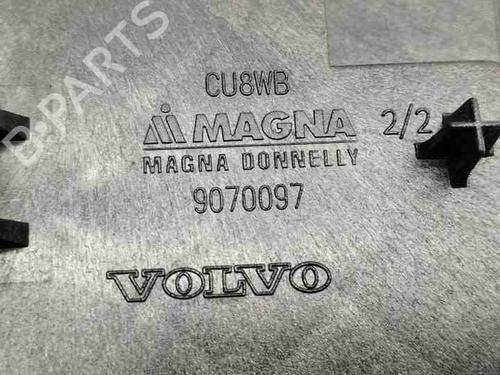 B-PARTS
CU8WB
MAGNA 2/2
MAGNA DONNELLY
9070097
VOLVO